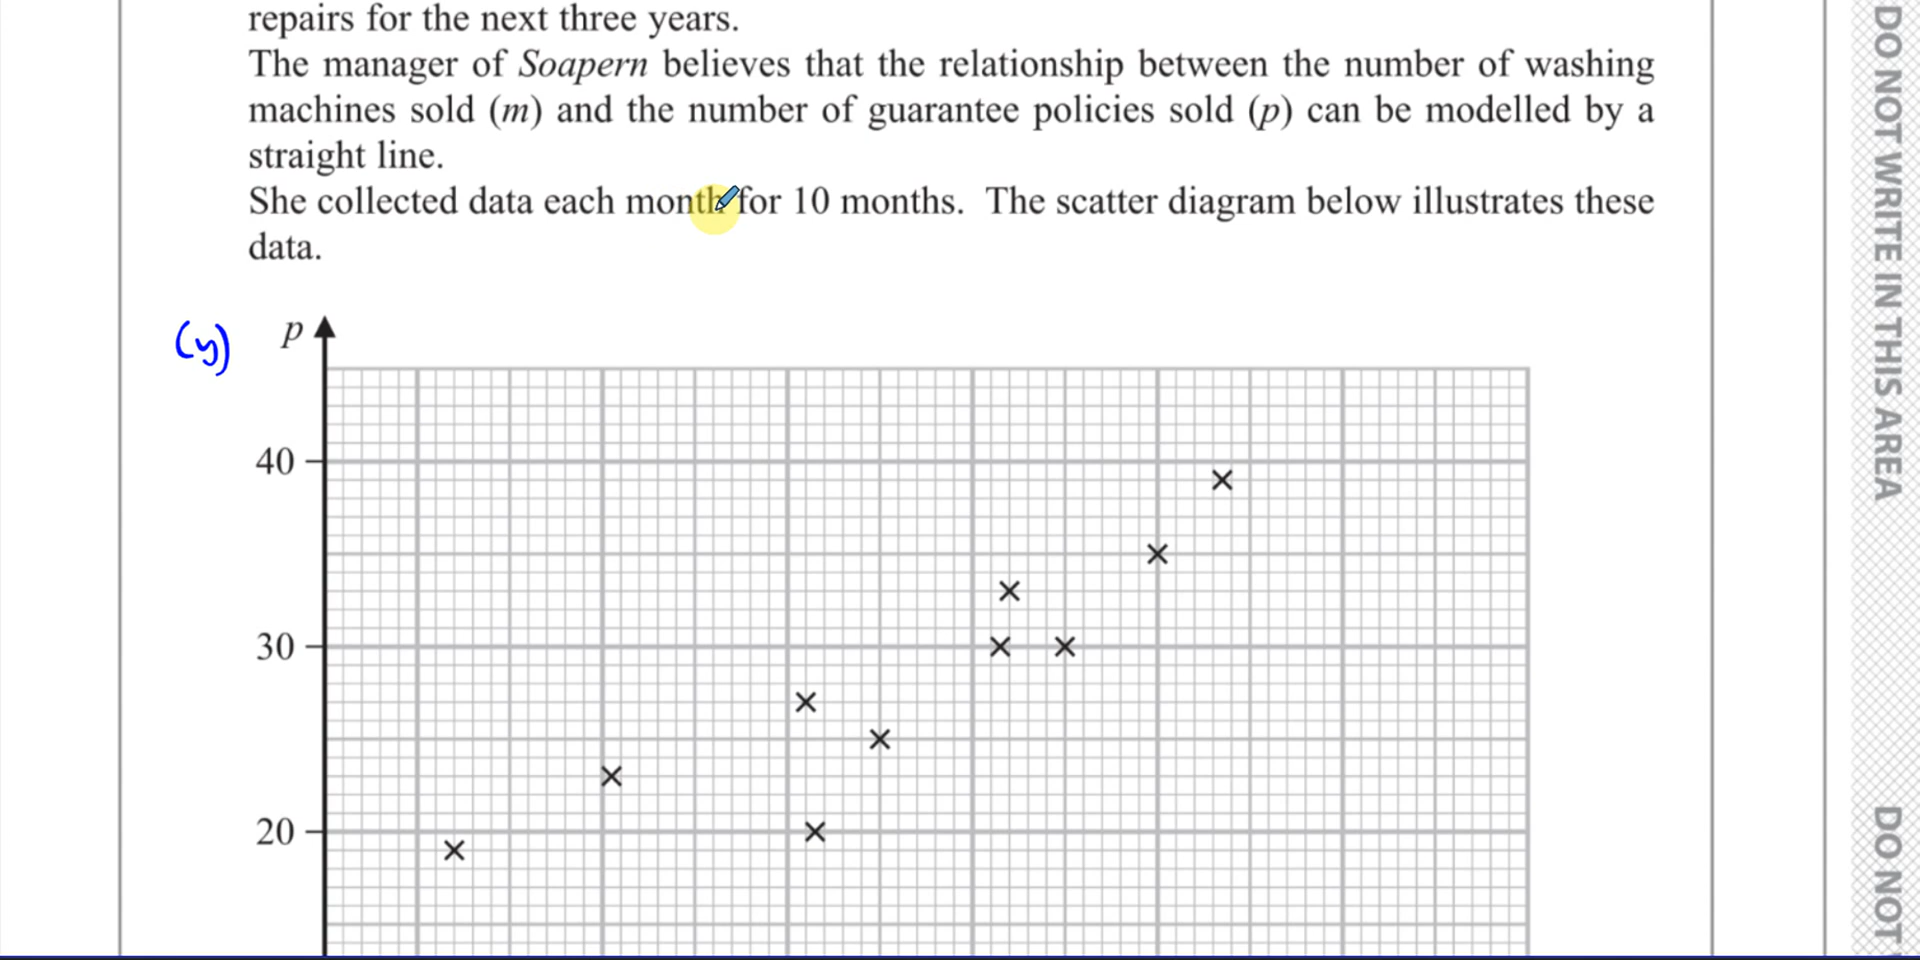 repairs for the next three years.
The manager of Soapern believes that the relationship between the number of washing
machines sold (m) and the number of guarantee policies sold (p) can be modelled by a
straight line.
She collected data each month for 10 months. The scatter diagram below illustrates these
data.
(y) p
40
30
20
DO NOT WRITE IN THIS AREA
DO NOT